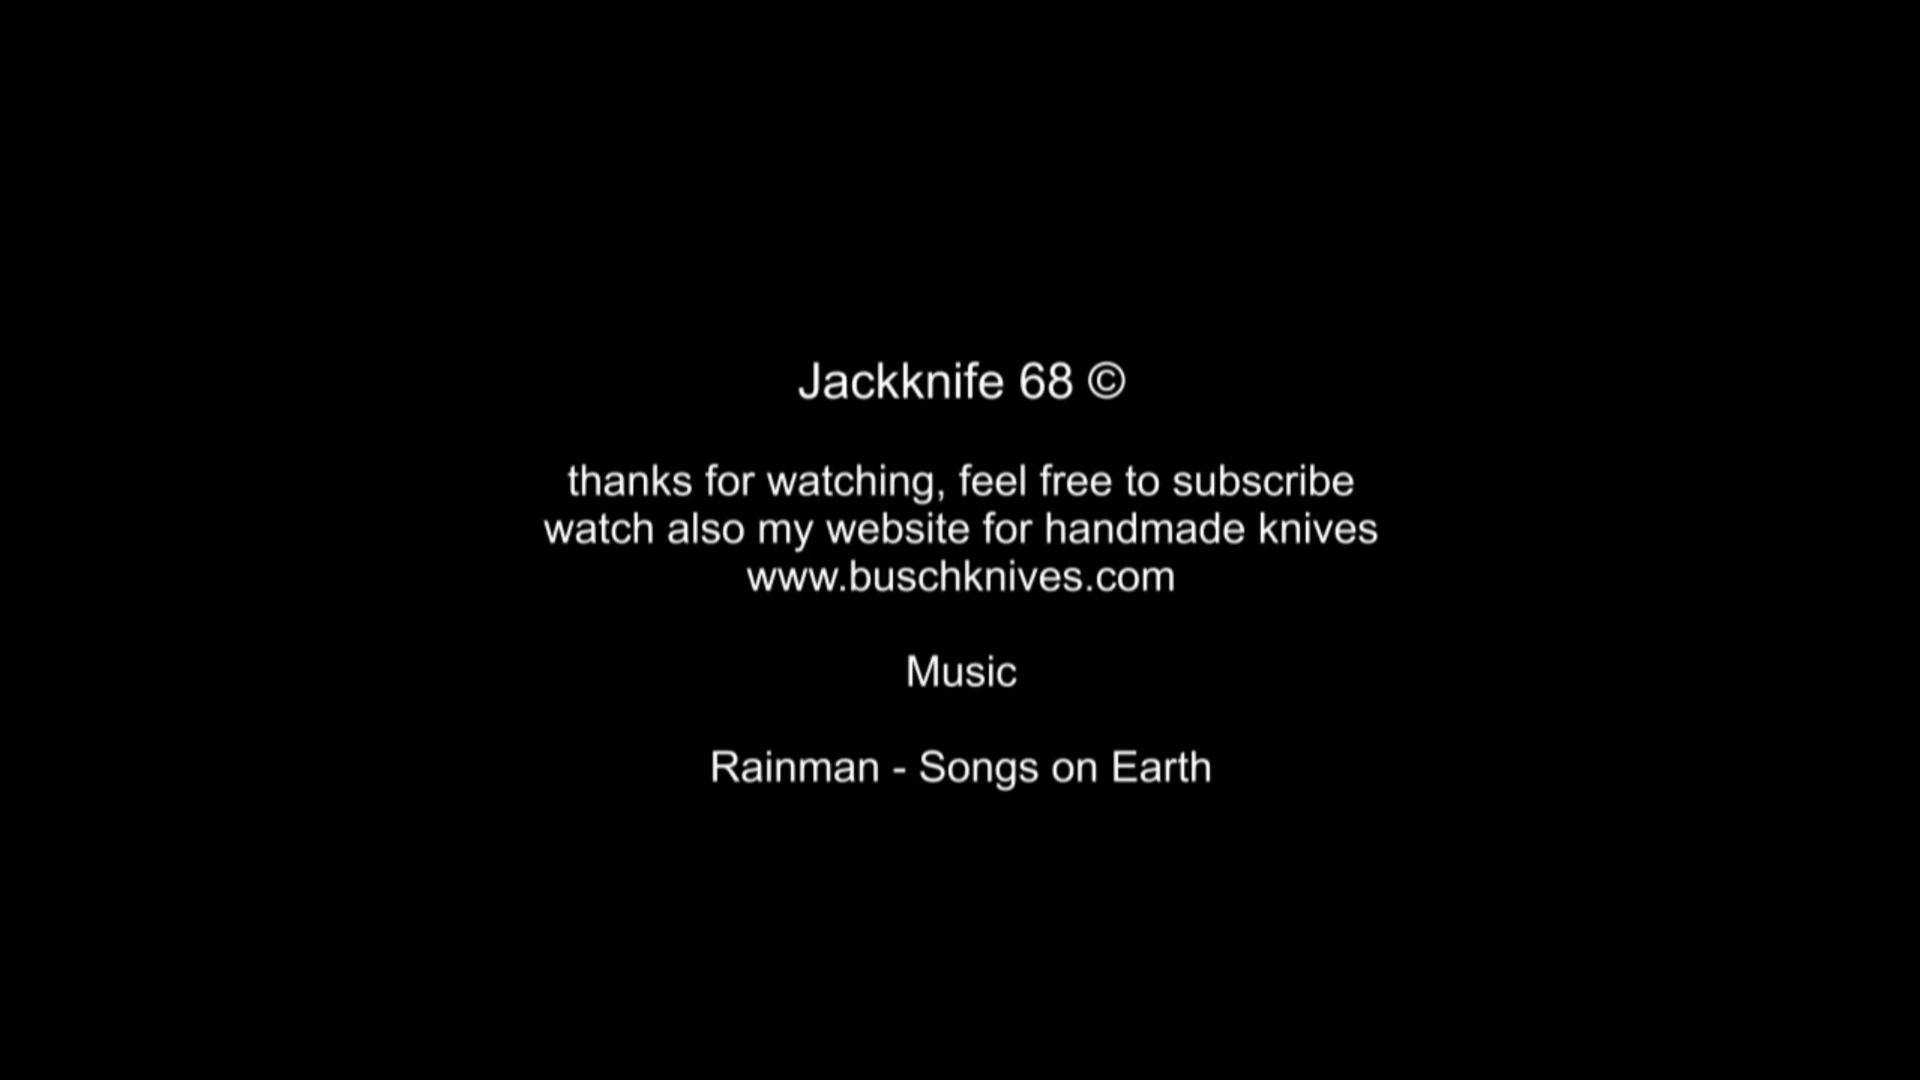 Jackknife 68 ©
thanks for watching, feel free to subscribe
watch also my website for handmade knives
www.buschknives.com
Music
Rainman - Songs on Earth